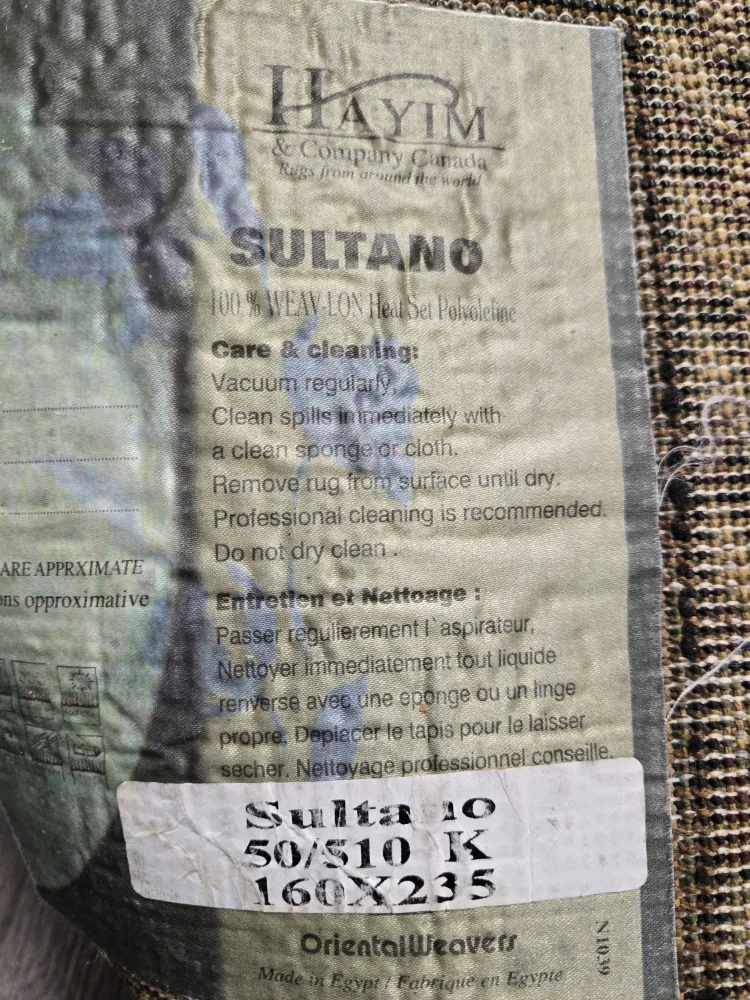 HAYIM
& Company Canada
Rugs from around the world
SULTANO
100 % WEAV-LON Heat Set Polyolefine
Care & cleaning:
Vacuum regularly,
Clean spills immediately with
a clean sponge or cloth.
Remove rug from surface until dry.
Professional cleaning is recommended.
Do not dry clean .
ARE APPRXIMATE
ons opproximative
Entretien et Nettoage :
Passer regulierement l`aspirateur,
Nettoyer immediatement tout liquide
renverse avec une eponge ou un linge
propre. Deplacer le tapis pour le laisser
secher. Nettoyage professionnel conseille.
Sulta no
50/510 K
160X235
OrientalWeavers
Made in Egypt / Fabrique en Egypte
N1039